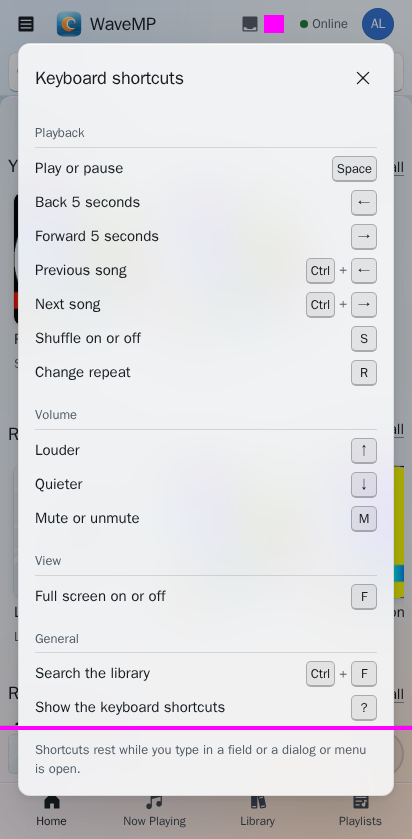 WaveMP
Online
AL
Keyboard shortcuts
Playback
Play or pause Space
Back 5 seconds ←
Forward 5 seconds →
Previous song Ctrl + ←
Next song Ctrl + →
Shuffle on or off S
Change repeat R
Volume
Louder ↑
Quieter ↓
Mute or unmute M
View
Full screen on or off F
General
Search the library Ctrl + F
Show the keyboard shortcuts ?
Shortcuts rest while you type in a field or a dialog or menu
is open.
Home Now Playing Library Playlists